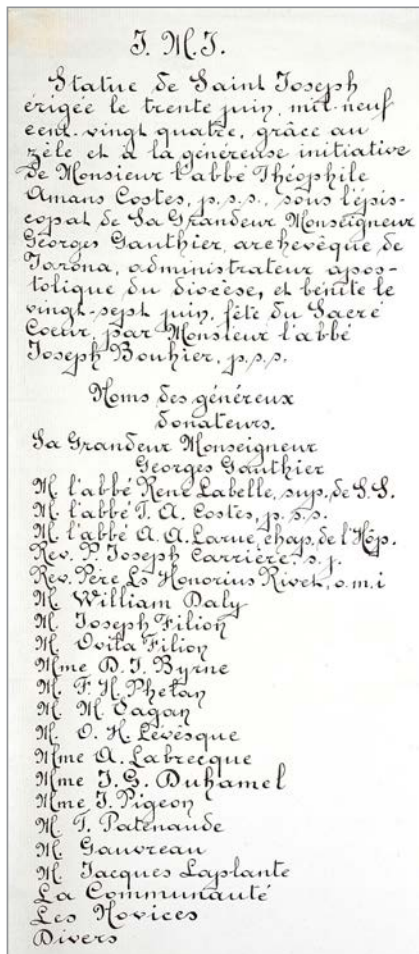 J. M. J.
Statue de Saint Joseph
érigée le trente juin, mil-neuf
cent-vingt quatre, grâce au
zèle et à la généreuse initiative
de Monsieur l'abbé Théophile
Amans Costes, p.s.s., sous l'épis-
copat de Sa Grandeur Monseigneur
Georges Gauthier, archevêque de
Tarona, administrateur apos-
tolique du diocèse, et bénite le
vingt-sept juin, fête du Sacré
Coeur, par Monsieur l'abbé
Joseph Bouhier, p.s.s.
Noms des généreux
donateurs.
Sa Grandeur Monseigneur
Georges Gauthier
M. l'abbé René Labelle, sup. de S.S.
M. l'abbé T. A. Costes, p.s.s.
M. l'abbé A. A. Larue, chap. de l'Hôp.
Rev. P. Joseph Carrière, s.j.
Rev. Père Ls Honorius Rivet, o.m.i
M. William Daly
M. Joseph Filion
M. Ovila Filion
Mme D. J. Byrne
M. F. H. Phelan
M. M. Vagan
M. O. H. Lévêsque
Mme A. Labrecque
Mme J. G. Duhamel
Mme J. Pigeon
M. T. Patenaude
M. Gauvreau
M. Jacques Laplante
La Communauté
Les Novices
Divers